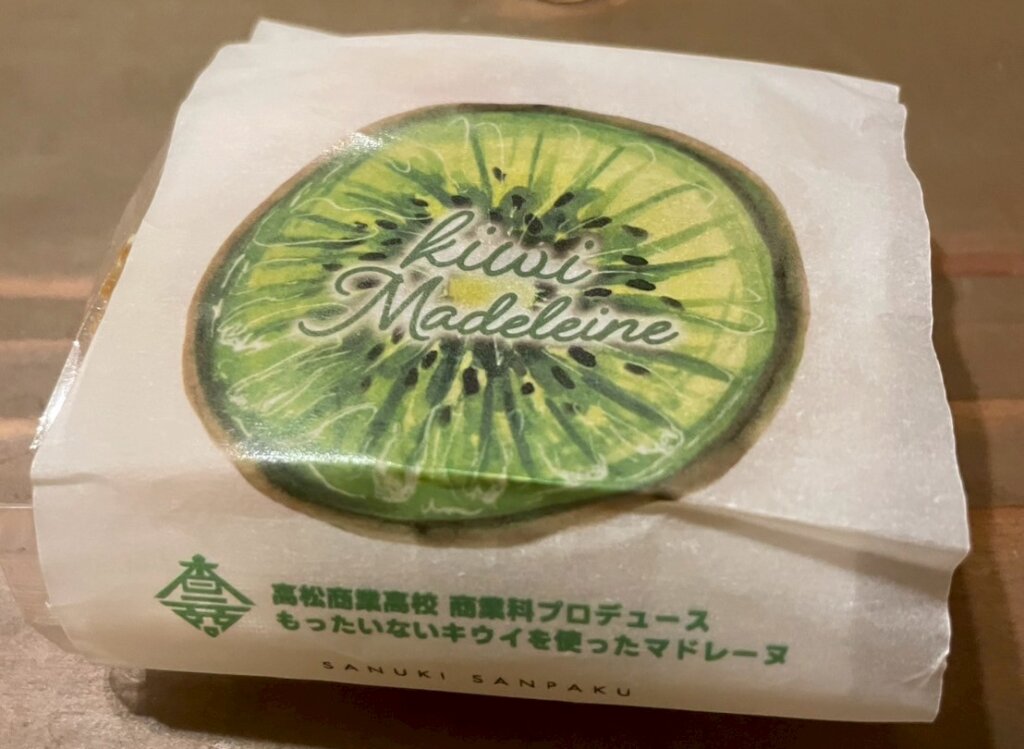 kiwi
Madeleine
高松商業高校 商業科プロデュース
もったいないキウイを使ったマドレーヌ
SANUKI SANPAKU